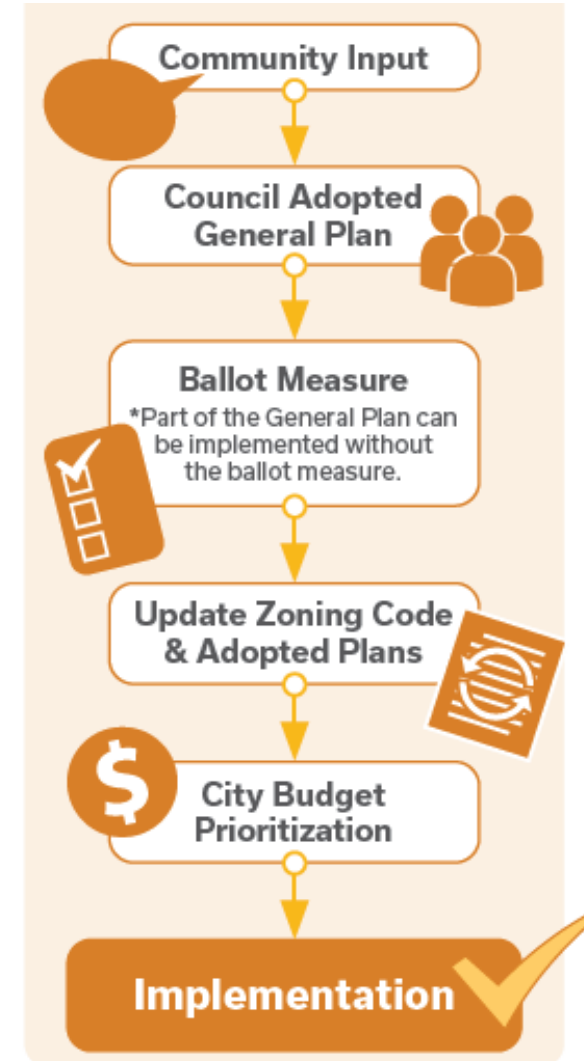 Community Input
Council Adopted
General Plan
Ballot Measure
*Part of the General Plan can
be implemented without
the ballot measure.
Update Zoning Code
& Adopted Plans
$
City Budget
Prioritization
Implementation